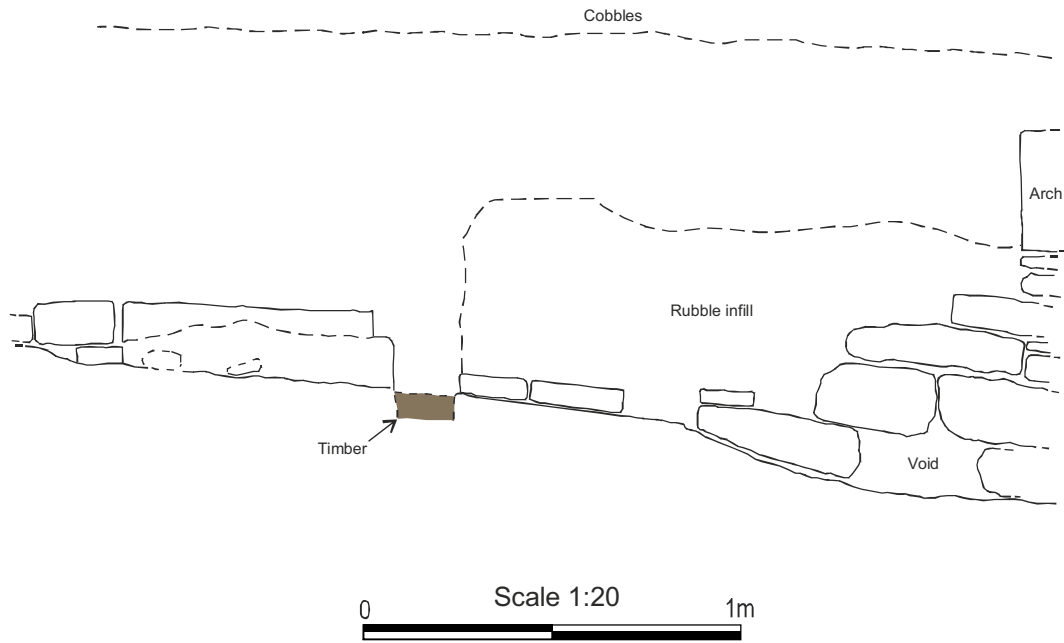 Cobbles
Arch
Rubble infill
Timber
Void
Scale 1:20
0 1m